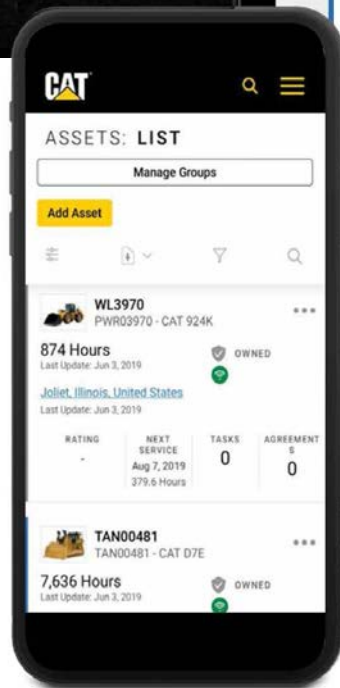 CAT
ASSETS: LIST
Manage Groups
Add Asset
WL3970
PWR03970 - CAT 924K
874 Hours
OWNED
Last Update: Jun 3, 2019
Joliet, Illinois, United States
Last Update: Jun 3, 2019
RATING
NEXT
SERVICE
TASKS
AGREEMENT
S
-
Aug 7, 2019
379.6 Hours
0
0
TAN00481
TAN00481 - CAT D7E
7,636 Hours
OWNED
Last Update: Jun 3, 2019